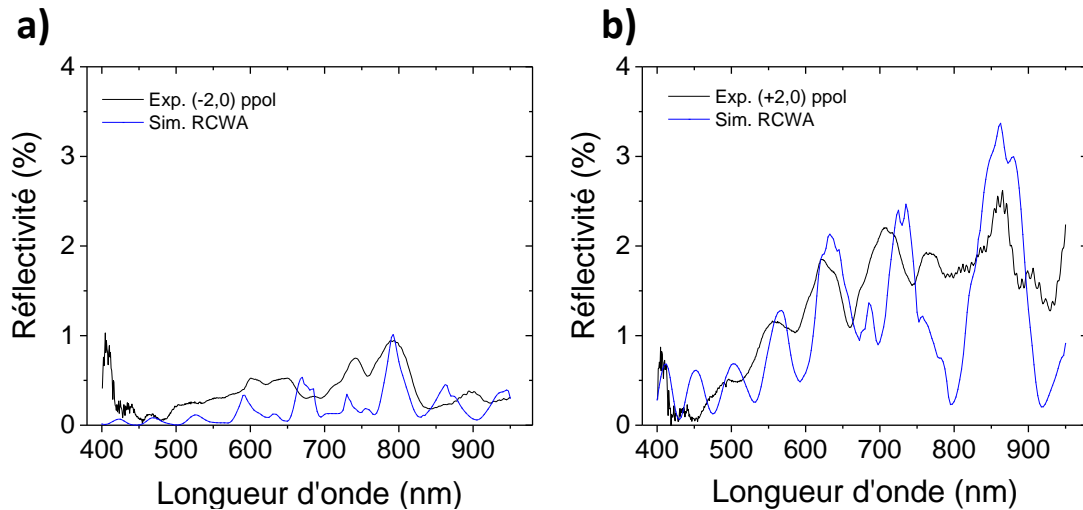 a)
4
3
2
1
0
400 500 600 700 800 900
Réflectivité (%)
Longueur d'onde (nm)
Exp. (-2,0) ppol
Sim. RCWA
b)
4
3
2
1
0
400 500 600 700 800 900
Réflectivité (%)
Longueur d'onde (nm)
Exp. (+2,0) ppol
Sim. RCWA